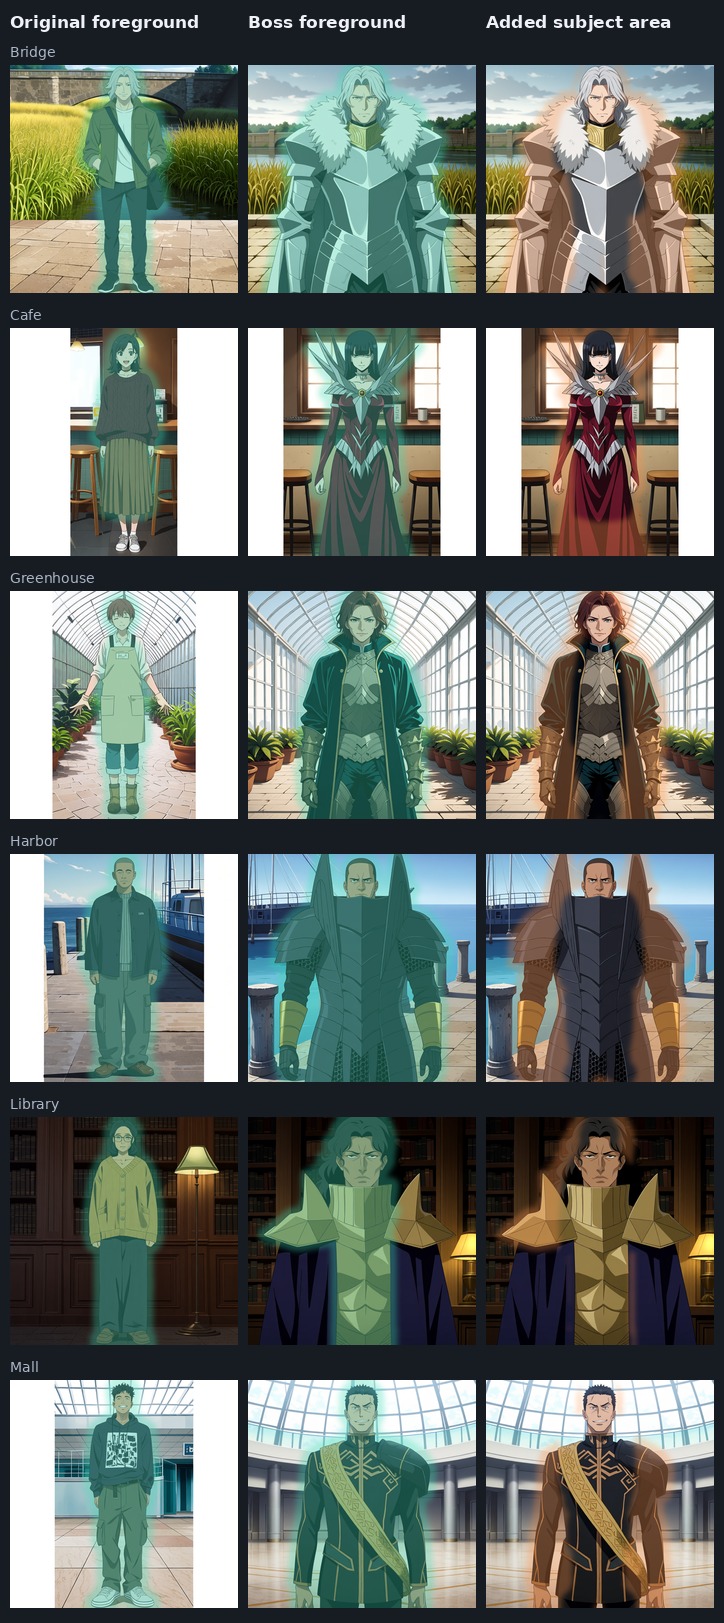 Original foreground
Boss foreground
Added subject area
Bridge
Cafe
Greenhouse
Harbor
Library
Mall